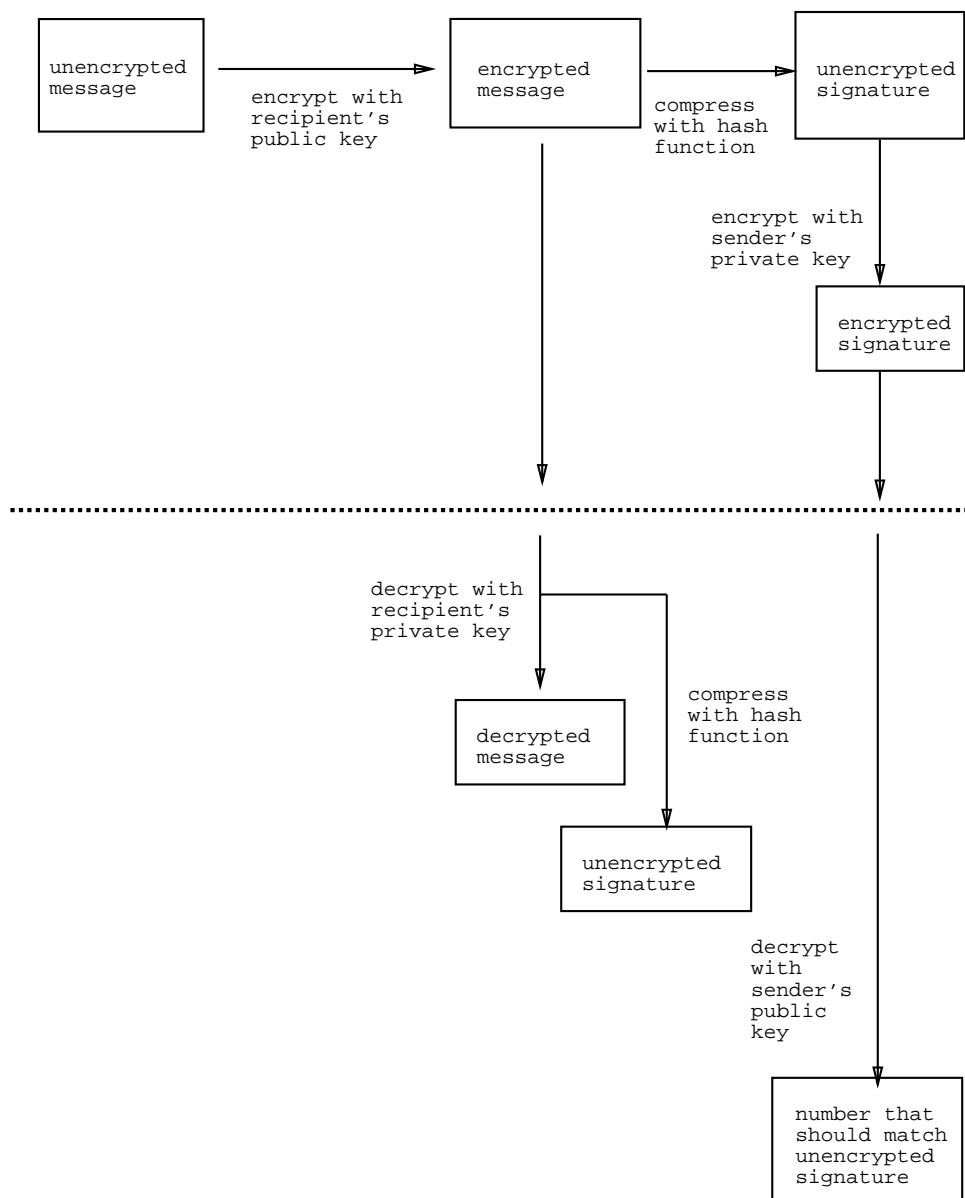 unencrypted
message
encrypt with
recipient's
public key
encrypted
message
compress
with hash
function
unencrypted
signature
encrypt with
sender's
private key
encrypted
signature
decrypt with
recipient's
private key
decrypted
message
compress
with hash
function
unencrypted
signature
decrypt
with
sender's
public
key
number that
should match
unencrypted
signature